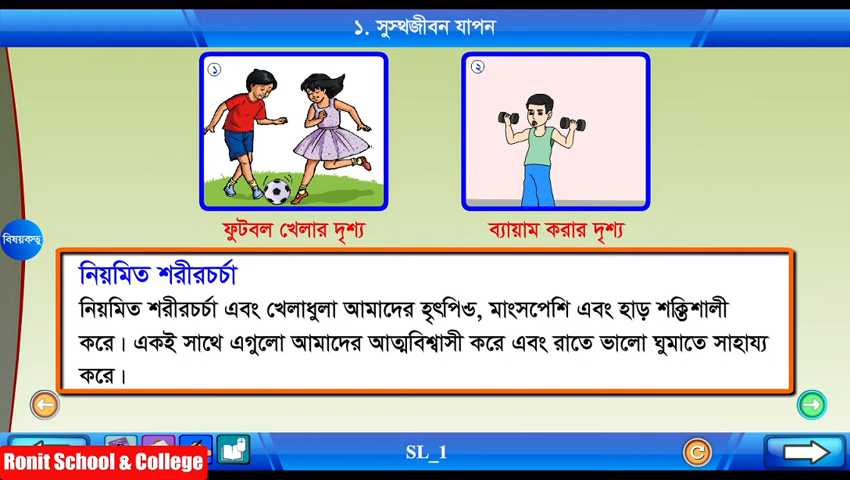 ১. সুস্থজীবন যাপন
১
২
ফুটবল খেলার দৃশ্য
ব্যায়াম করার দৃশ্য
বিষয়বস্তু
নিয়মিত শরীরচর্চা
নিয়মিত শরীরচর্চা এবং খেলাধুলা আমাদের হৃৎপিন্ড, মাংসপেশি এবং হাড় শক্তিশালী
করে। একই সাথে এগুলো আমাদের আত্মবিশ্বাসী করে এবং রাতে ভালো ঘুমাতে সাহায্য
করে।
SL_1
Ronit School & College